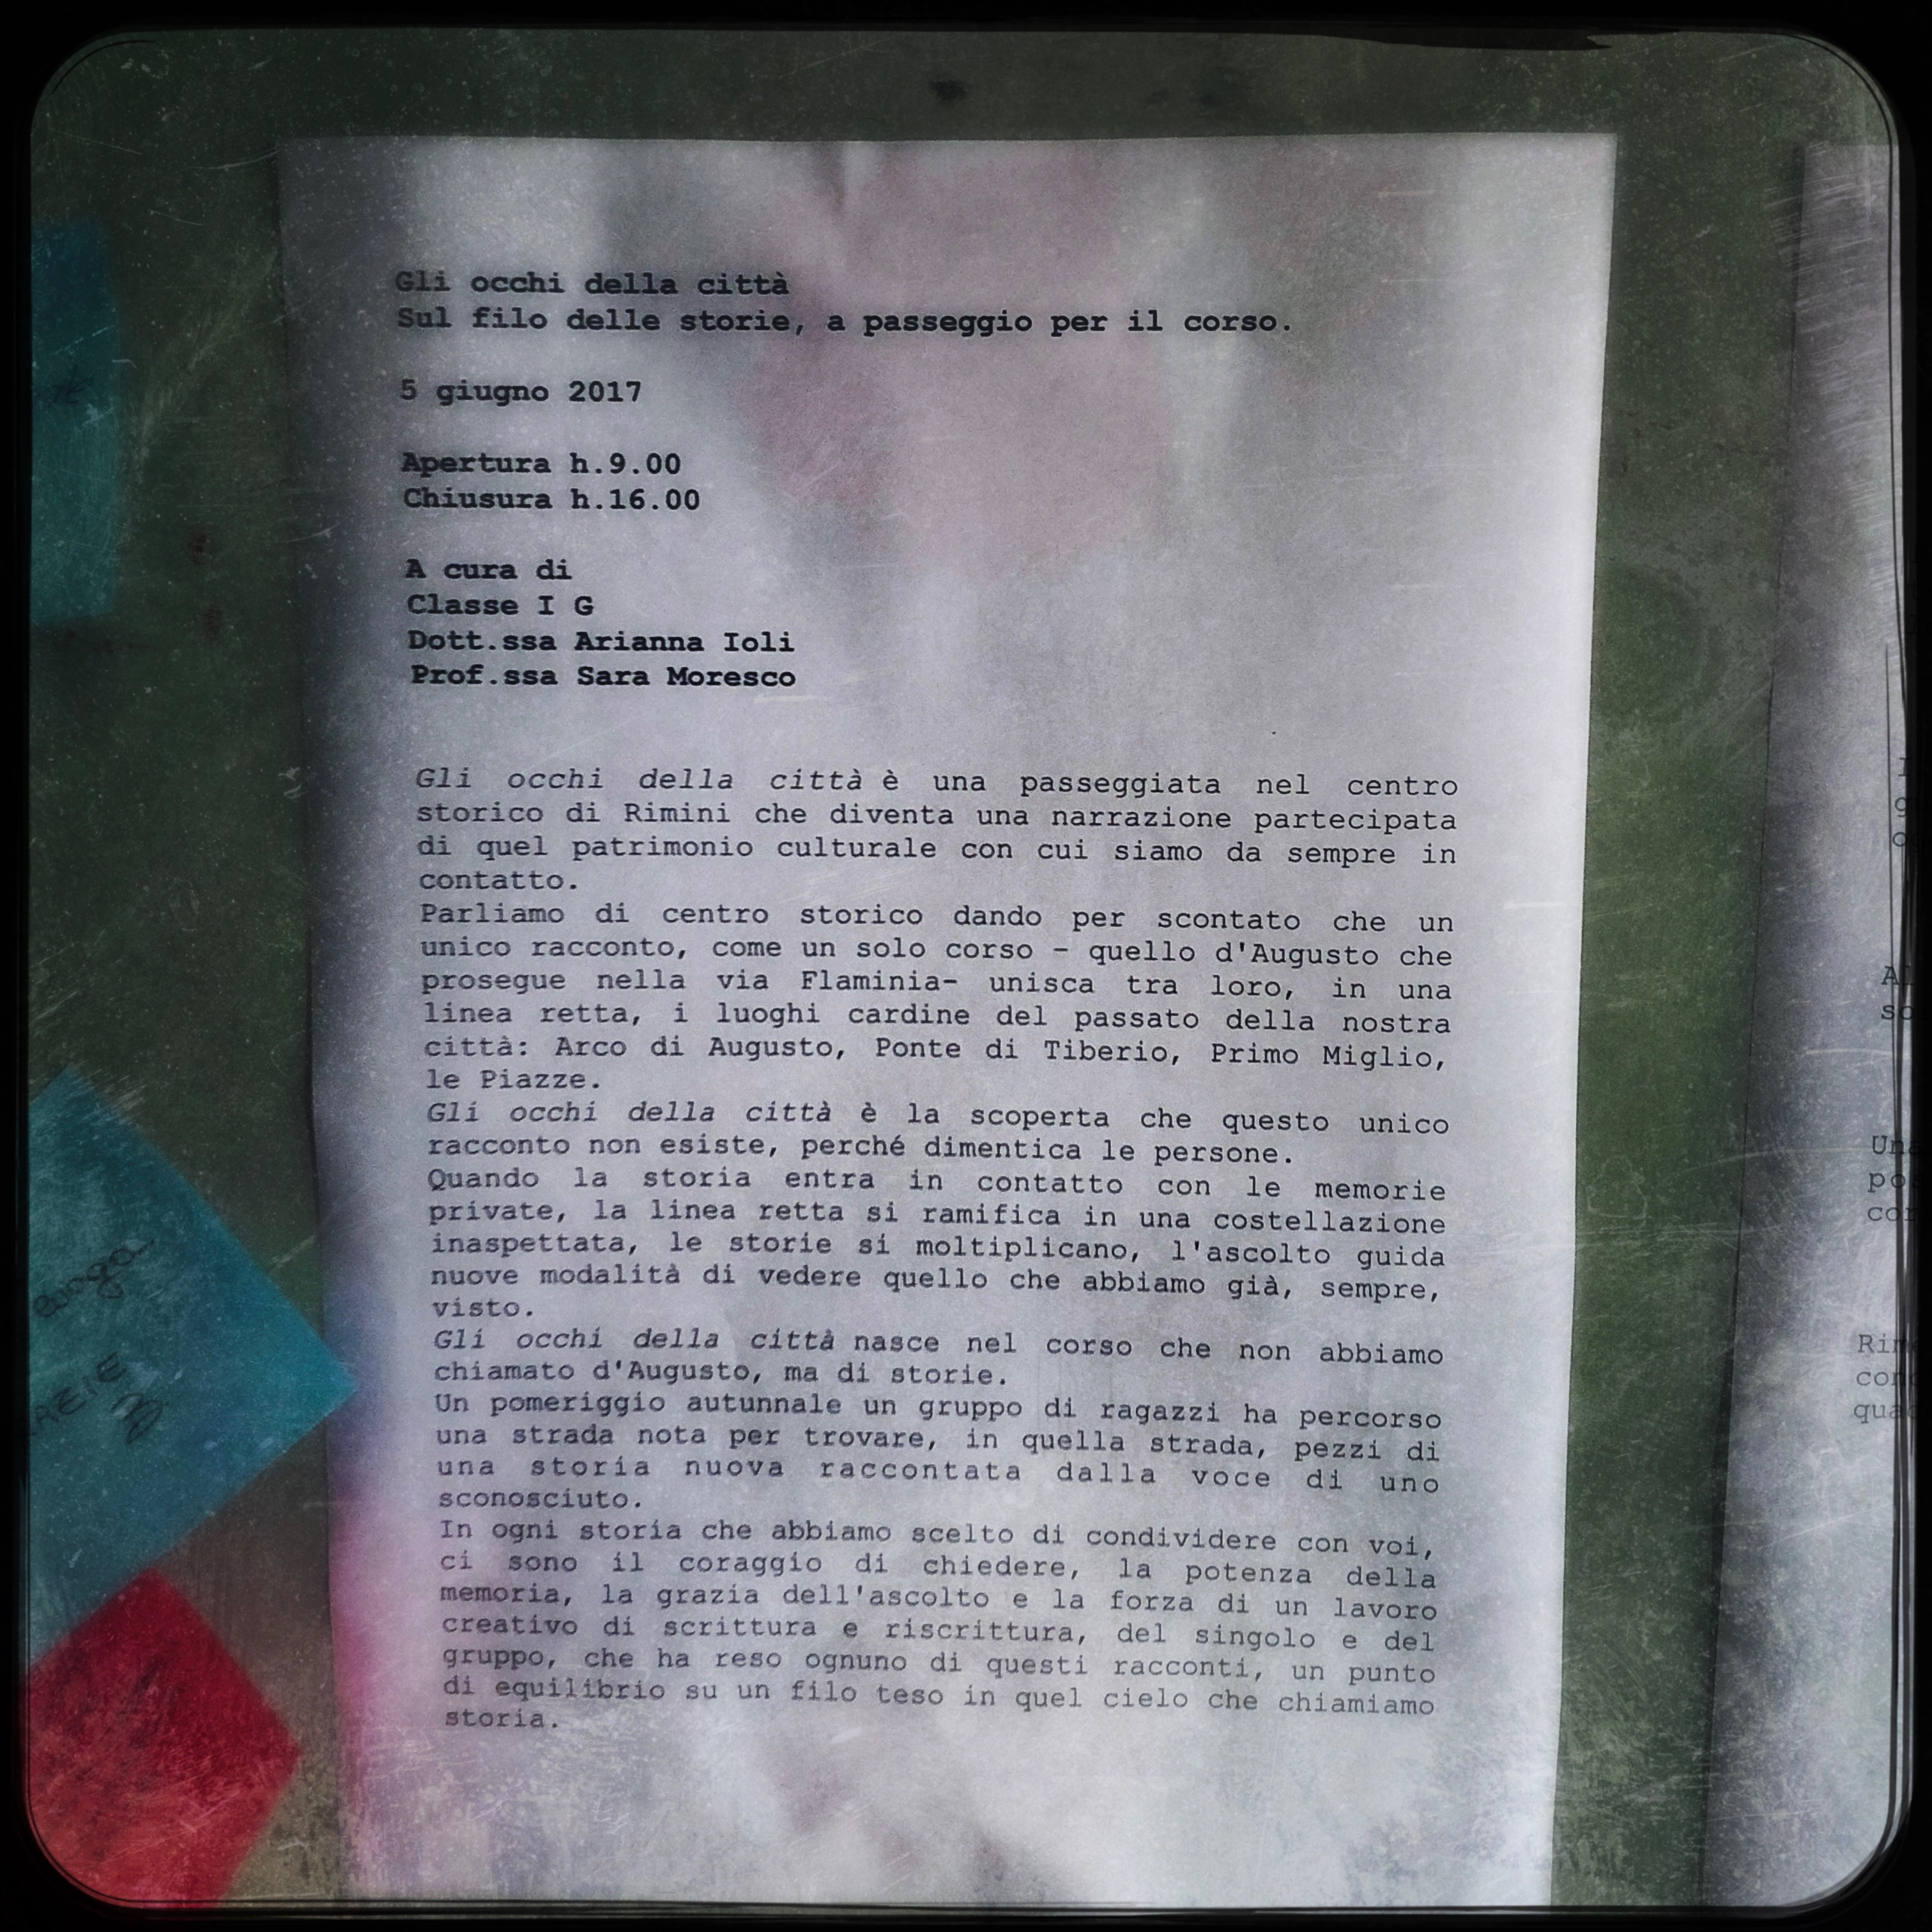 Gli occhi della città
Sul filo delle storie, a passeggio per il corso.
5 giugno 2017
Apertura h.9.00
Chiusura h.16.00
A cura di
Classe I G
Dott.ssa Arianna Ioli
Prof.ssa Sara Moresco
Gli occhi della città è una passeggiata nel centro
storico di Rimini che diventa una narrazione partecipata
di quel patrimonio culturale con cui siamo da sempre in
contatto.
Parliamo di centro storico dando per scontato che un
unico racconto, come un solo corso – quello d'Augusto che
prosegue nella via Flaminia– unisca tra loro, in una
linea retta, i luoghi cardine del passato della nostra
città: Arco di Augusto, Ponte di Tiberio, Primo Miglio,
le Piazze.
Gli occhi della città è la scoperta che questo unico
racconto non esiste, perché dimentica le persone.
Quando la storia entra in contatto con le memorie
private, la linea retta si ramifica in una costellazione
inaspettata, le storie si moltiplicano, l'ascolto guida
nuove modalità di vedere quello che abbiamo già, sempre,
visto.
Gli occhi della città nasce nel corso che non abbiamo
chiamato d'Augusto, ma di storie.
Un pomeriggio autunnale un gruppo di ragazzi ha percorso
una strada nota per trovare, in quella strada, pezzi di
una storia nuova raccontata dalla voce di uno
sconosciuto.
In ogni storia che abbiamo scelto di condividere con voi,
ci sono il coraggio di chiedere, la potenza della
memoria, la grazia dell'ascolto e la forza di un lavoro
creativo di scrittura e riscrittura, del singolo e del
gruppo, che ha reso ognuno di questi racconti, un punto
di equilibrio su un filo teso in quel cielo che chiamiamo
storia.